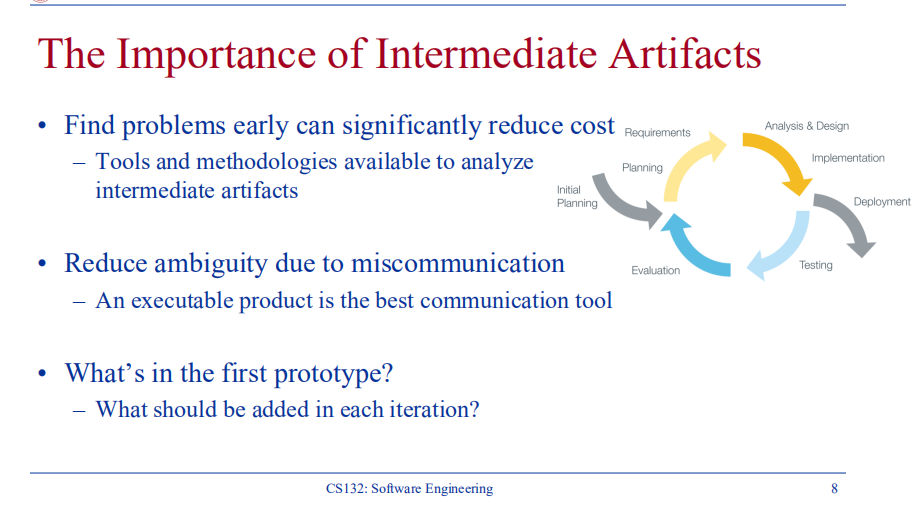 The Importance of Intermediate Artifacts
• Find problems early can significantly reduce cost
– Tools and methodologies available to analyze
intermediate artifacts
• Reduce ambiguity due to miscommunication
– An executable product is the best communication tool
• What's in the first prototype?
– What should be added in each iteration?
Requirements
Analysis & Design
Implementation
Planning
Initial
Planning
Deployment
Testing
Evaluation
CS132: Software Engineering
8